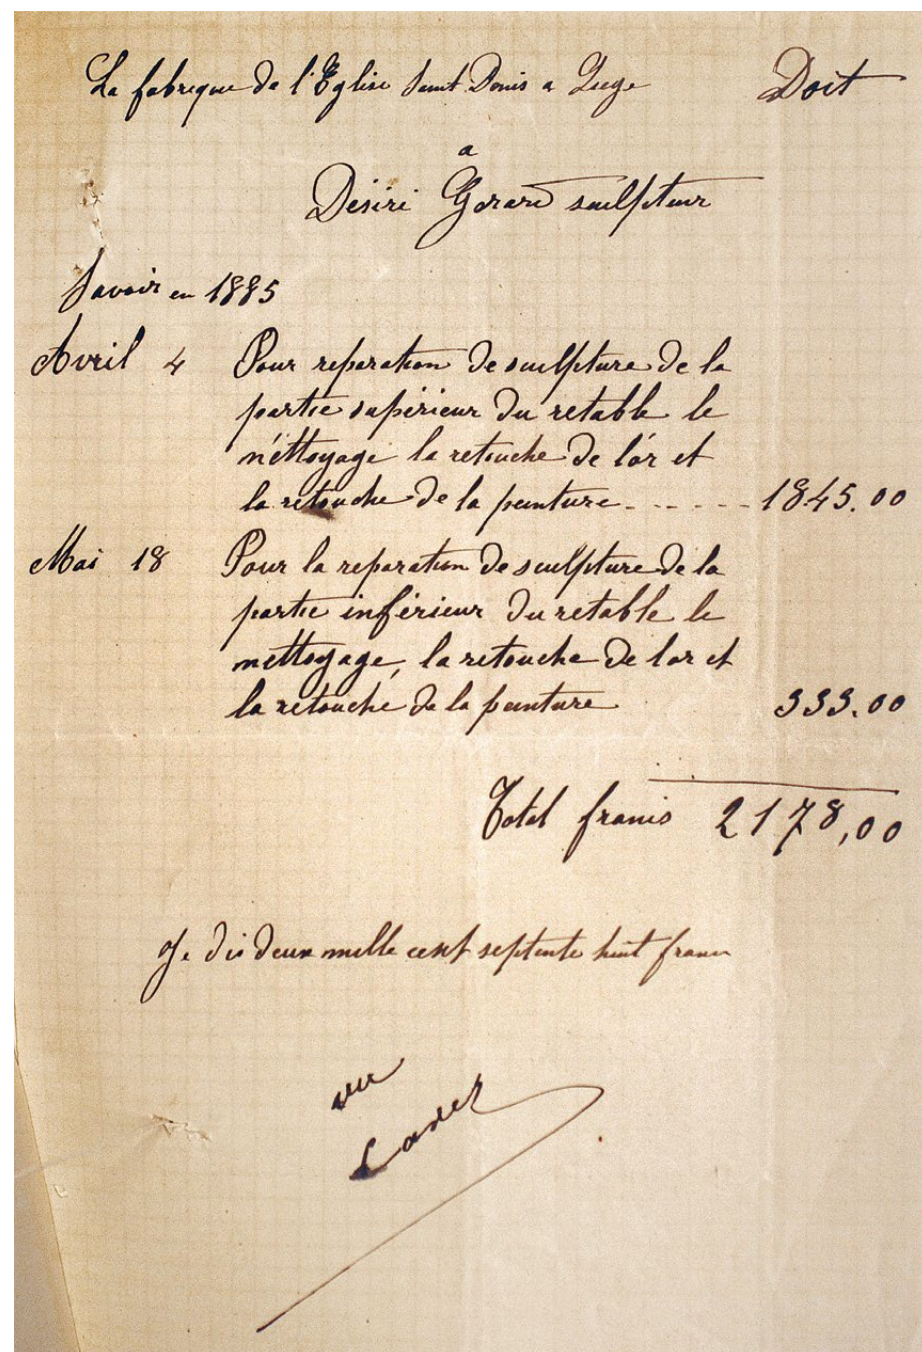 La fabrique de l'Eglise Saint Denis a Liege Doit
a
Désiré Gérard sculpteur
Savoir en 1885
Avril 4 Pour reparation de sculpture de la
partie supérieur du retable le
néttoyage la retouche de l'or et
la retouche de la peinture - - - - - 1845.00
Mai 18 Pour la reparation de sculpture de la
partie inférieur du retable le
nettoyage, la retouche de l'or et
la retouche de la peinture 333.00
Total francs 2178,00
Je dis deux mille cent septente huit francs
vu